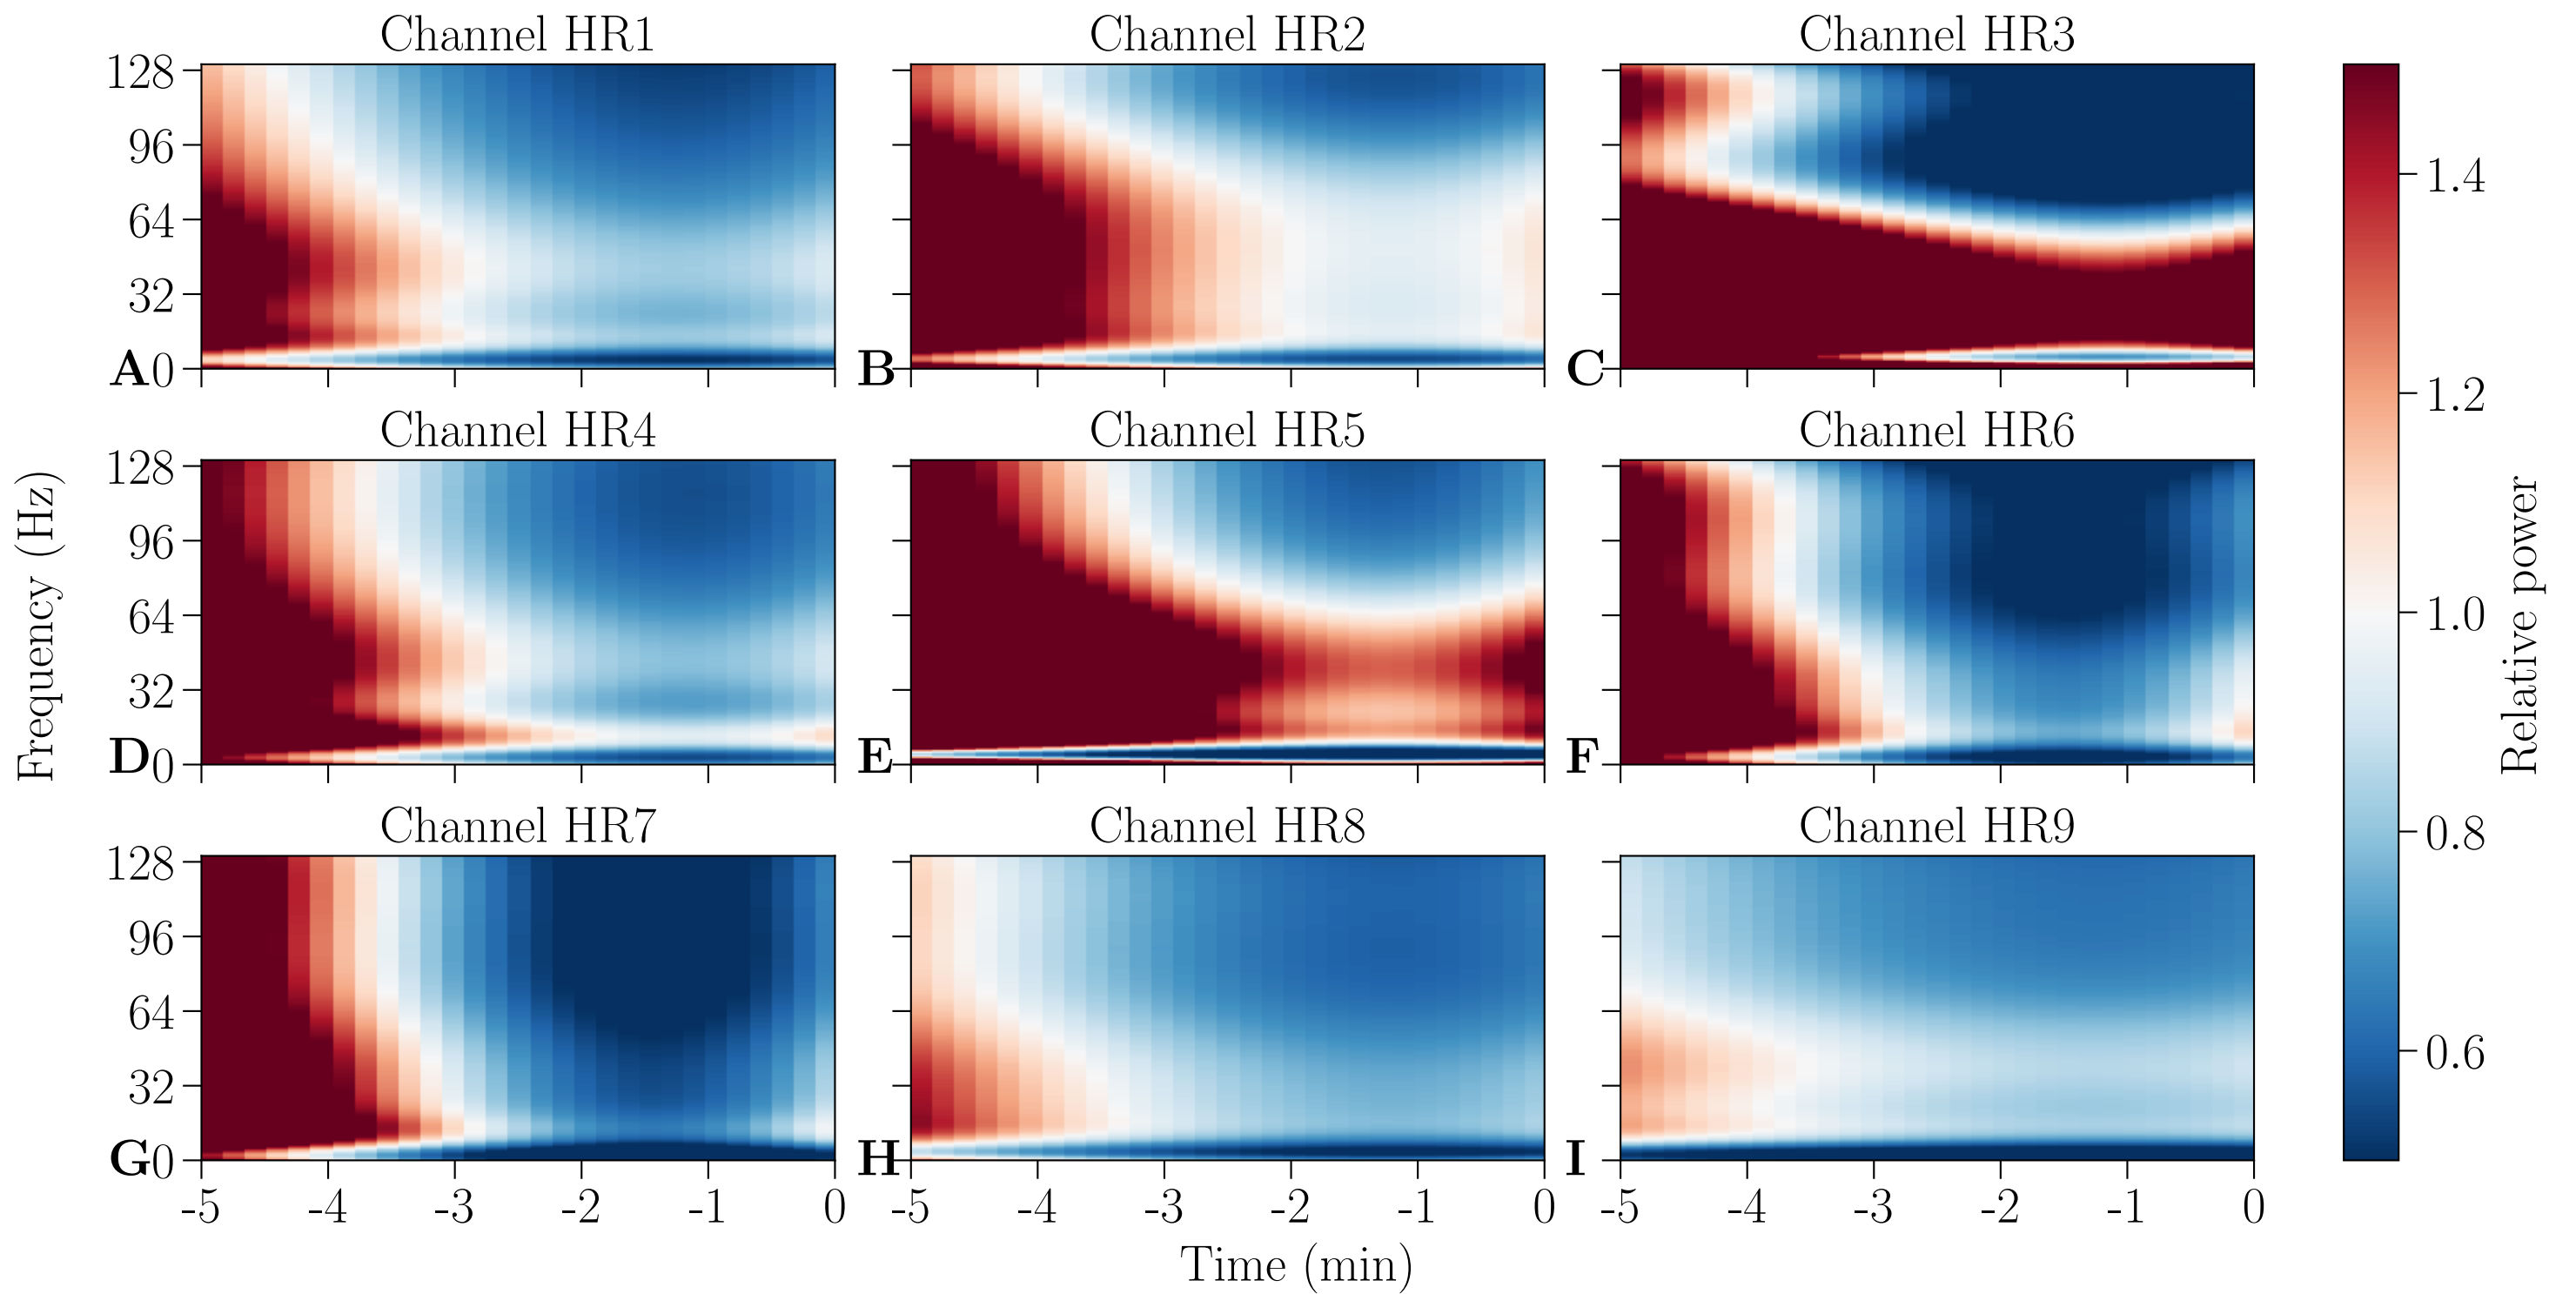 Channel HR1
Channel HR2
Channel HR3
128
96
64
32
0
A
B
C
Channel HR4
Channel HR5
Channel HR6
128
96
64
32
0
D
E
F
Channel HR7
Channel HR8
Channel HR9
128
96
64
32
0
G
H
I
-5 -4 -3 -2 -1 0
-5 -4 -3 -2 -1 0
-5 -4 -3 -2 -1 0
Frequency (Hz)
Time (min)
1.4
1.2
1.0
0.8
0.6
Relative power